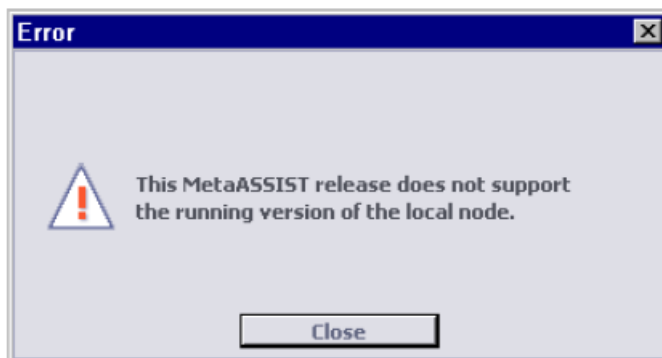 Error
This MetaASSIST release does not support
the running version of the local node.
Close